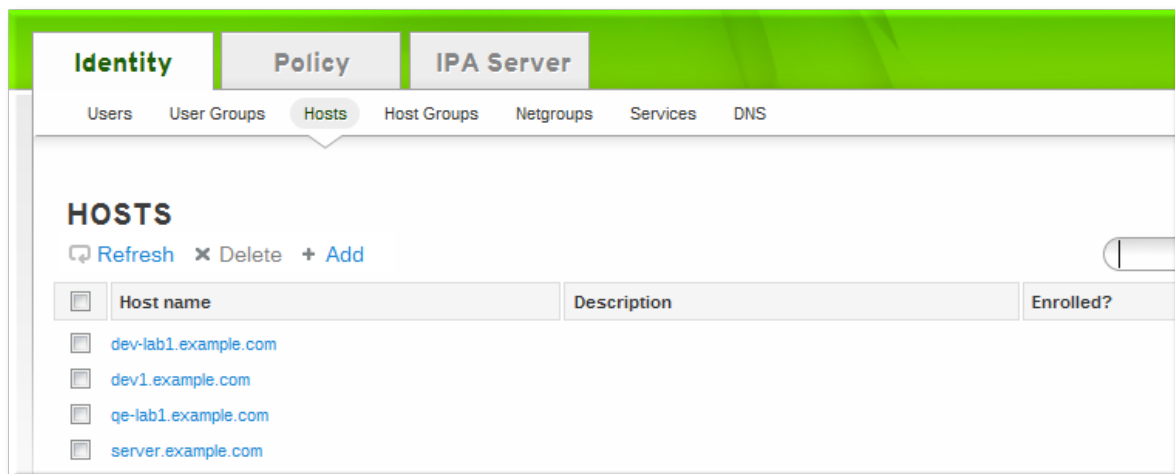 Identity Policy IPA Server
Users User Groups Hosts Host Groups Netgroups Services DNS
HOSTS
Refresh Delete Add
Host name Description Enrolled?
dev-lab1.example.com
dev1.example.com
qe-lab1.example.com
server.example.com